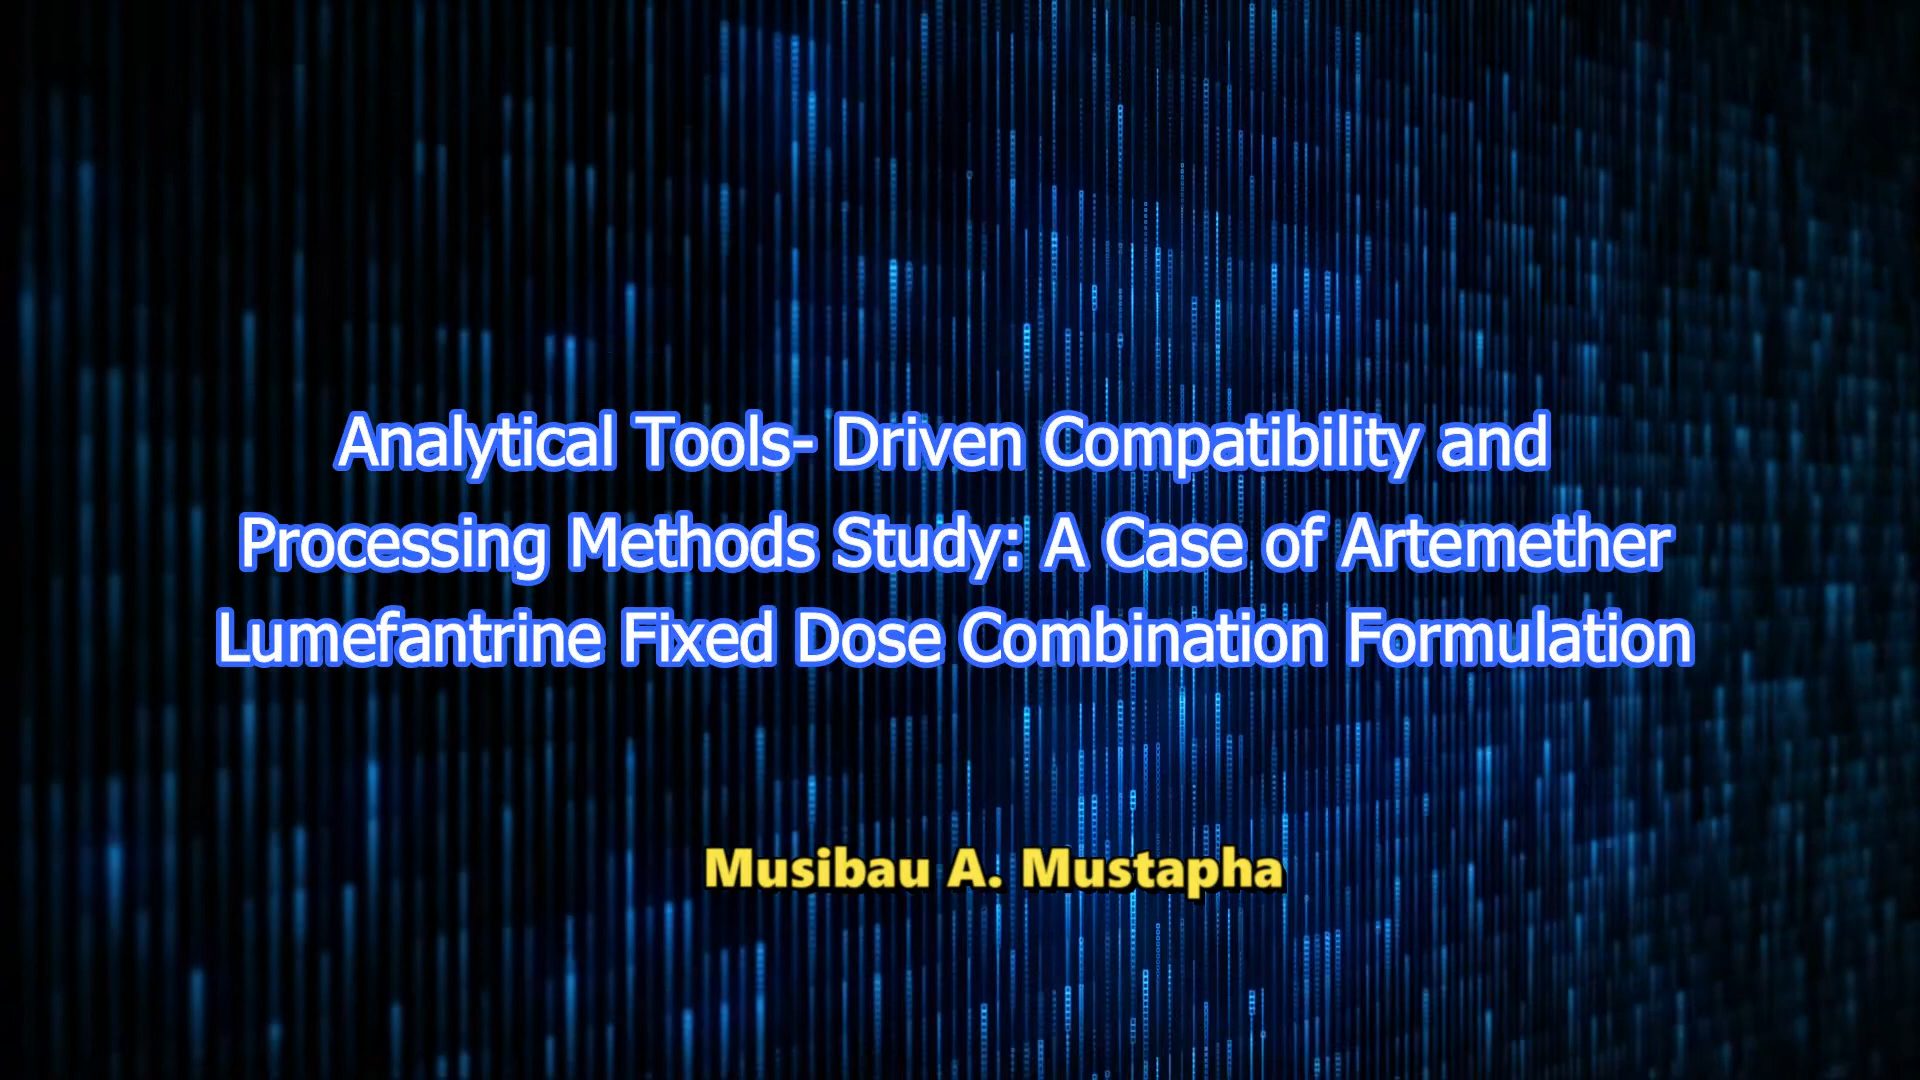 Analytical Tools- Driven Compatibility and
Processing Methods Study: A Case of Artemether
Lumefantrine Fixed Dose Combination Formulation
Musibau A. Mustapha